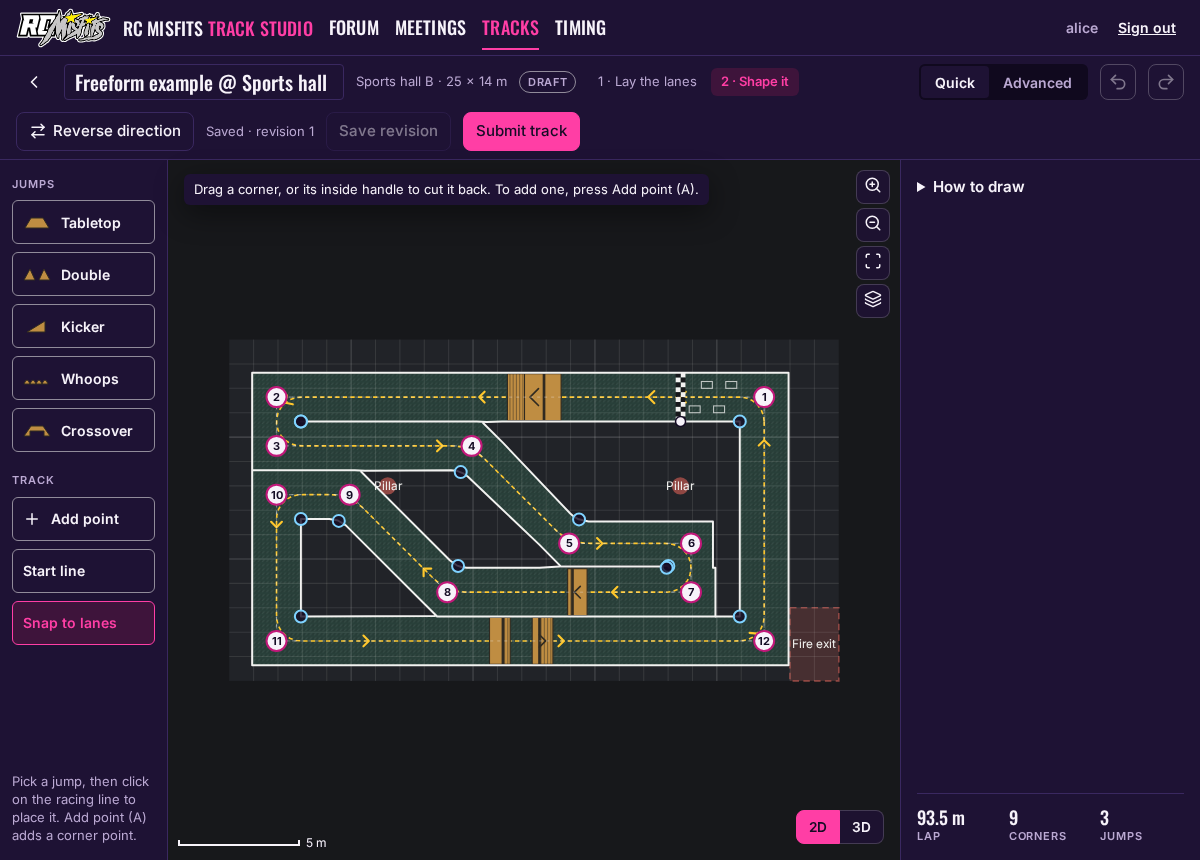 RC Misfits RC MISFITS TRACK STUDIO FORUM MEETINGS TRACKS TIMING alice Sign out
Freeform example @ Sports hall Sports hall B · 25 × 14 m DRAFT 1 · Lay the lanes 2 · Shape it Quick Advanced
Reverse direction Saved · revision 1 Save revision Submit track
JUMPS
Tabletop
Double
Kicker
Whoops
Crossover
TRACK
Add point
Start line
Snap to lanes
Pick a jump, then click
on the racing line to
place it. Add point (A)
adds a corner point.
Drag a corner, or its inside handle to cut it back. To add one, press Add point (A).
2 1
3 4
Pillar Pillar
10 9
5 6
8 7
11 12
Fire exit
5 m
2D 3D
How to draw
93.5 m 9 3
LAP CORNERS JUMPS